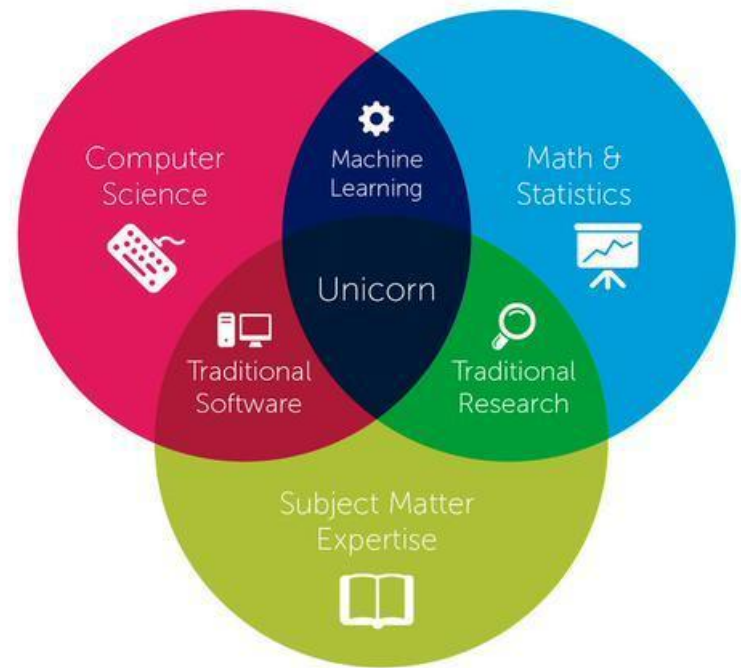 Machine
Learning
Computer
Science
Math &
Statistics
Unicorn
Traditional
Software
Traditional
Research
Subject Matter
Expertise